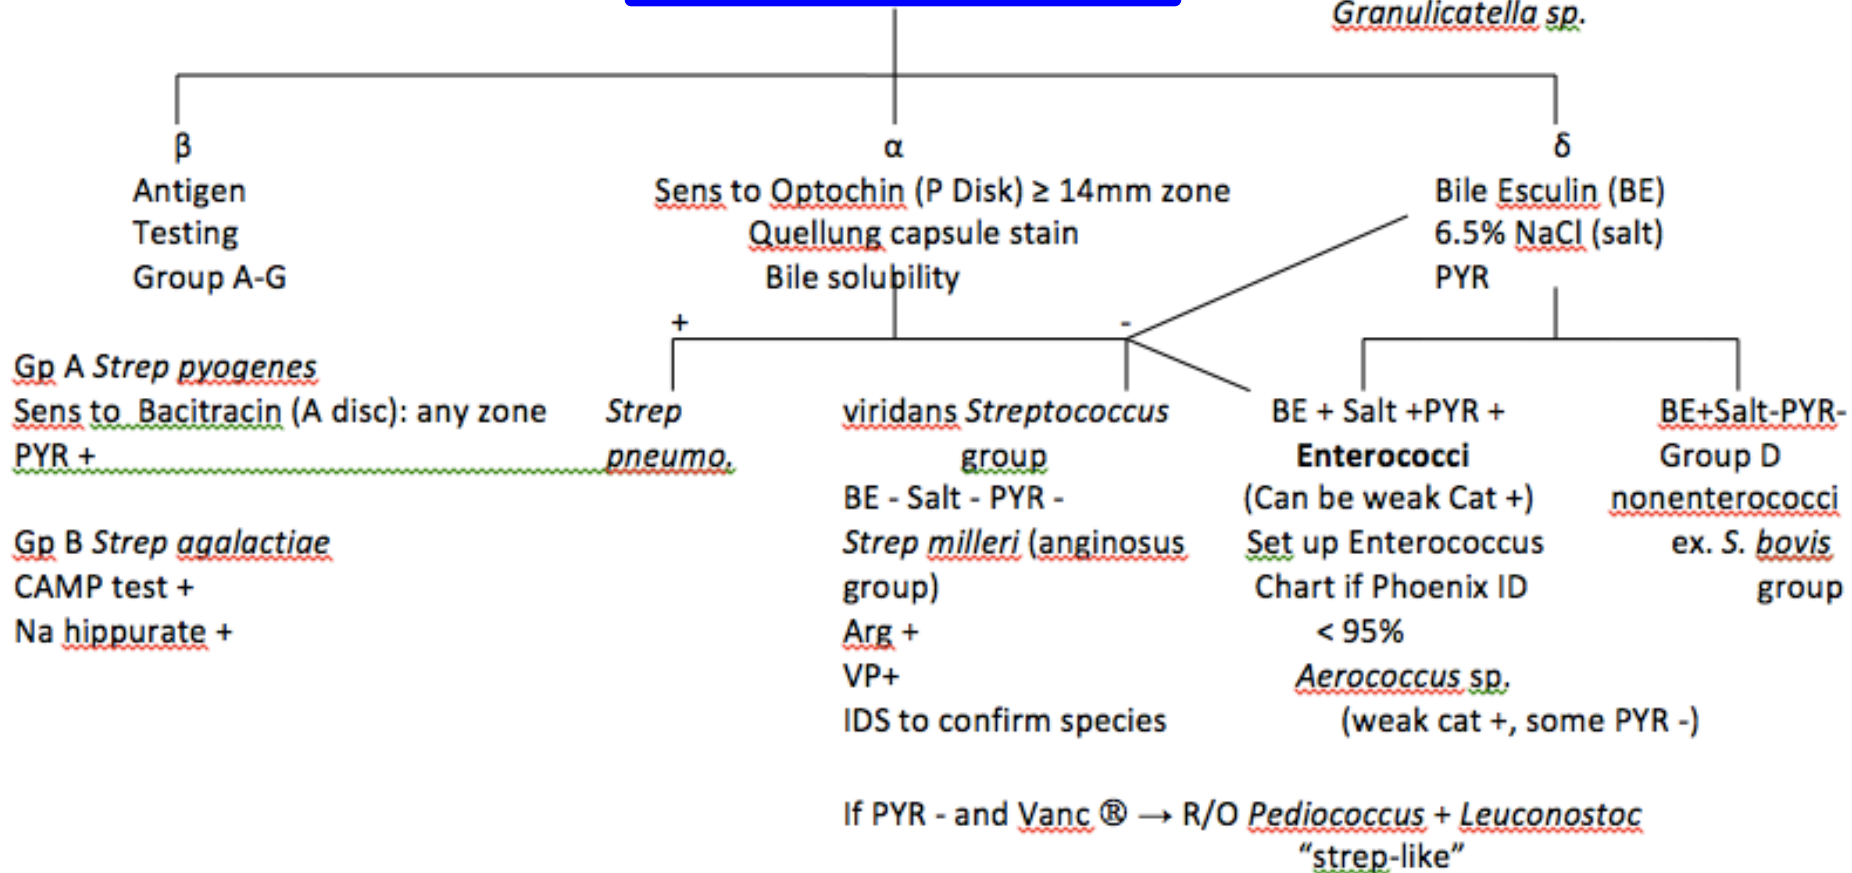 Granulicatella sp.
β
Antigen
Testing
Group A-G
α
Sens to Optochin (P Disk) ≥ 14mm zone
Quellung capsule stain
Bile solubility
δ
Bile Esculin (BE)
6.5% NaCl (salt)
PYR
+
-
Gp A Strep pyogenes
Sens to Bacitracin (A disc): any zone
PYR +
Gp B Strep agalactiae
CAMP test +
Na hippurate +
Strep
pneumo.
viridans Streptococcus
group
BE - Salt - PYR -
Strep milleri (anginosus
group)
Arg +
VP+
IDS to confirm species
BE + Salt +PYR +
Enterococci
(Can be weak Cat +)
Set up Enterococcus
Chart if Phoenix ID
< 95%
Aerococcus sp.
(weak cat +, some PYR -)
BE+Salt-PYR-
Group D
nonenterococci
ex. S. bovis
group
If PYR - and Vanc ® → R/O Pediococcus + Leuconostoc
“strep-like”